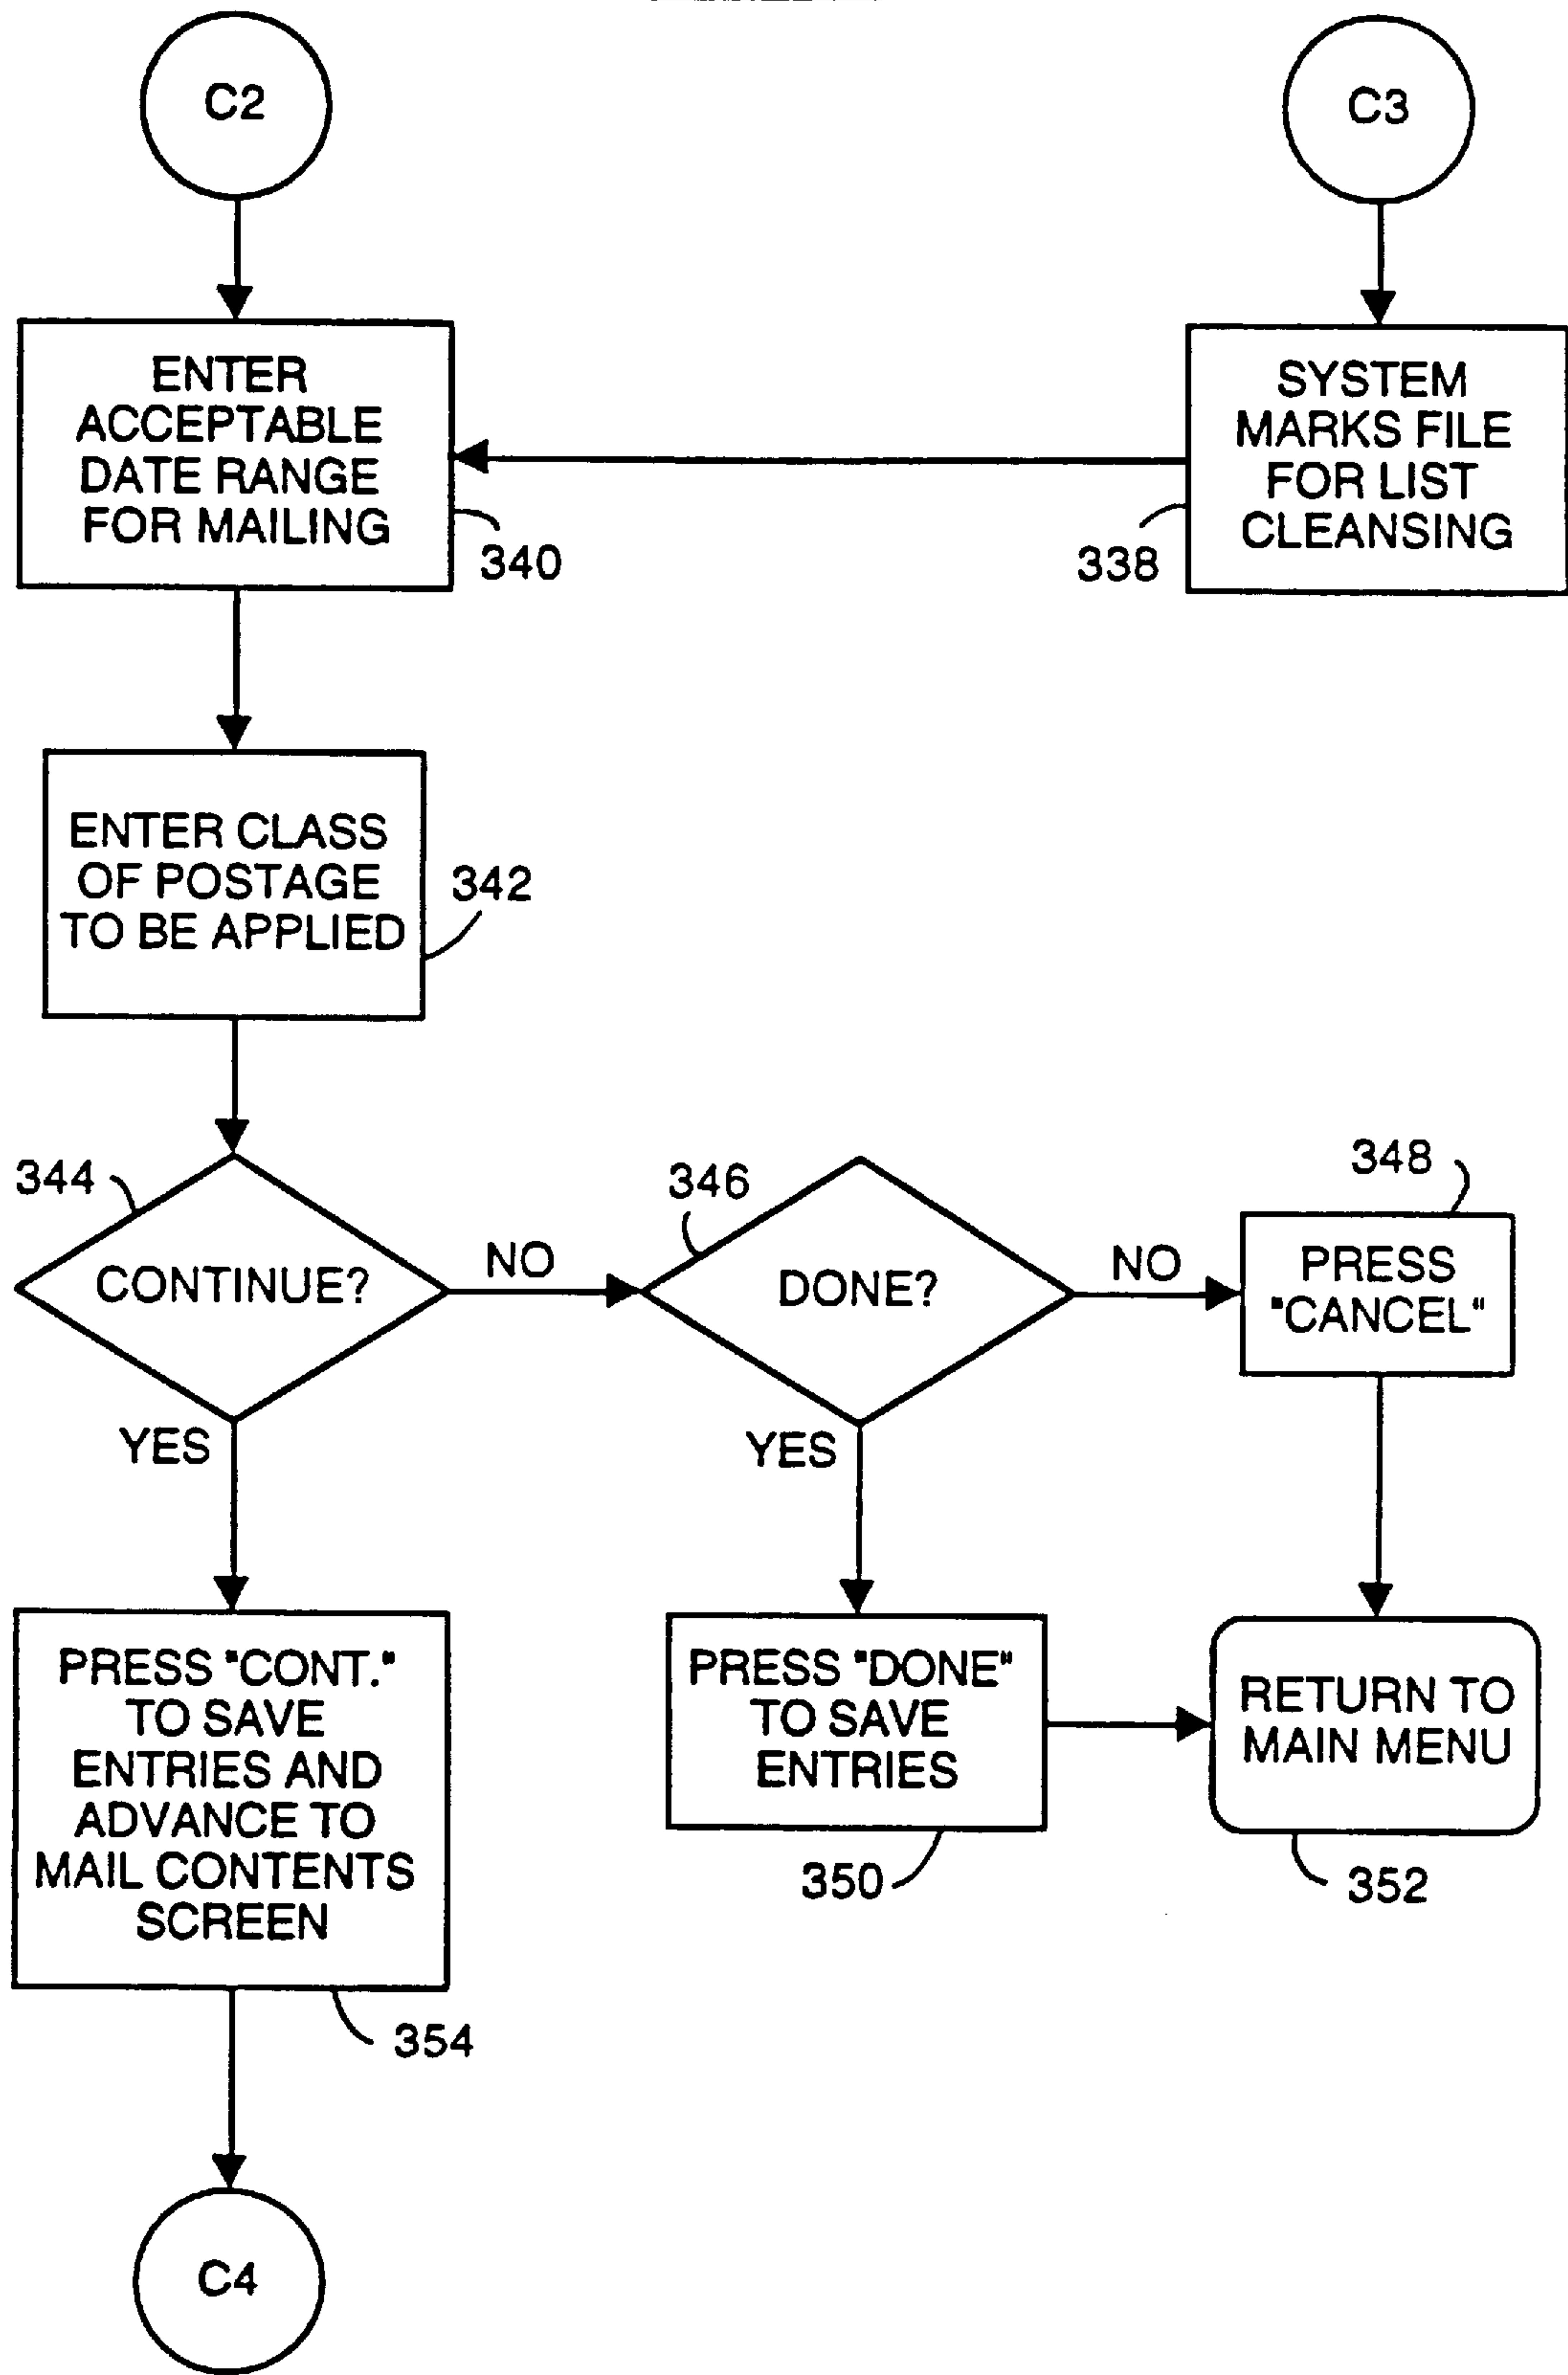 C2
C3
ENTER
ACCEPTABLE
DATE RANGE
FOR MAILING
340
SYSTEM
MARKS FILE
FOR LIST
CLEANSING
338
ENTER CLASS
OF POSTAGE
TO BE APPLIED
342
344
CONTINUE?
NO
YES
346
DONE?
NO
YES
348
PRESS
"CANCEL"
PRESS "CONT."
TO SAVE
ENTRIES AND
ADVANCE TO
MAIL CONTENTS
SCREEN
354
PRESS "DONE"
TO SAVE
ENTRIES
350
RETURN TO
MAIN MENU
352
C4